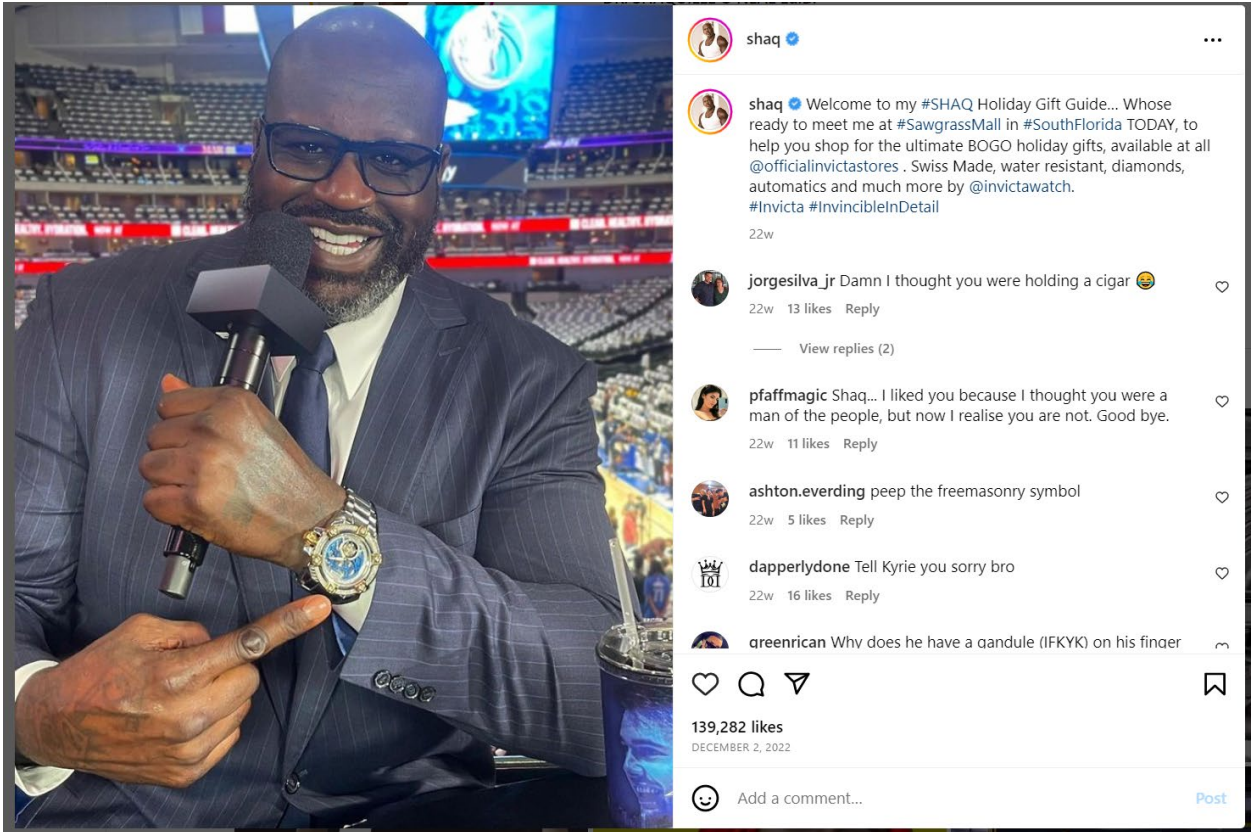 CLEAN. HEALTHY. HYDRATION.
shaq
shaq Welcome to my #SHAQ Holiday Gift Guide... Whose
ready to meet me at #SawgrassMall in #SouthFlorida TODAY, to
help you shop for the ultimate BOGO holiday gifts, available at all
@officialinvictastores . Swiss Made, water resistant, diamonds,
automatics and much more by @invictawatch.
#Invicta #InvincibleInDetail
22w
jorgesilva_jr Damn I thought you were holding a cigar 😂
22w 13 likes Reply
View replies (2)
pfaffmagic Shaq... I liked you because I thought you were a
man of the people, but now I realise you are not. Good bye.
22w 11 likes Reply
ashton.everding peep the freemasonry symbol
22w 5 likes Reply
dapperlydone Tell Kyrie you sorry bro
22w 16 likes Reply
greenrican Why does he have a gandule (IFKYK) on his finger
139,282 likes
DECEMBER 2, 2022
Add a comment...
Post